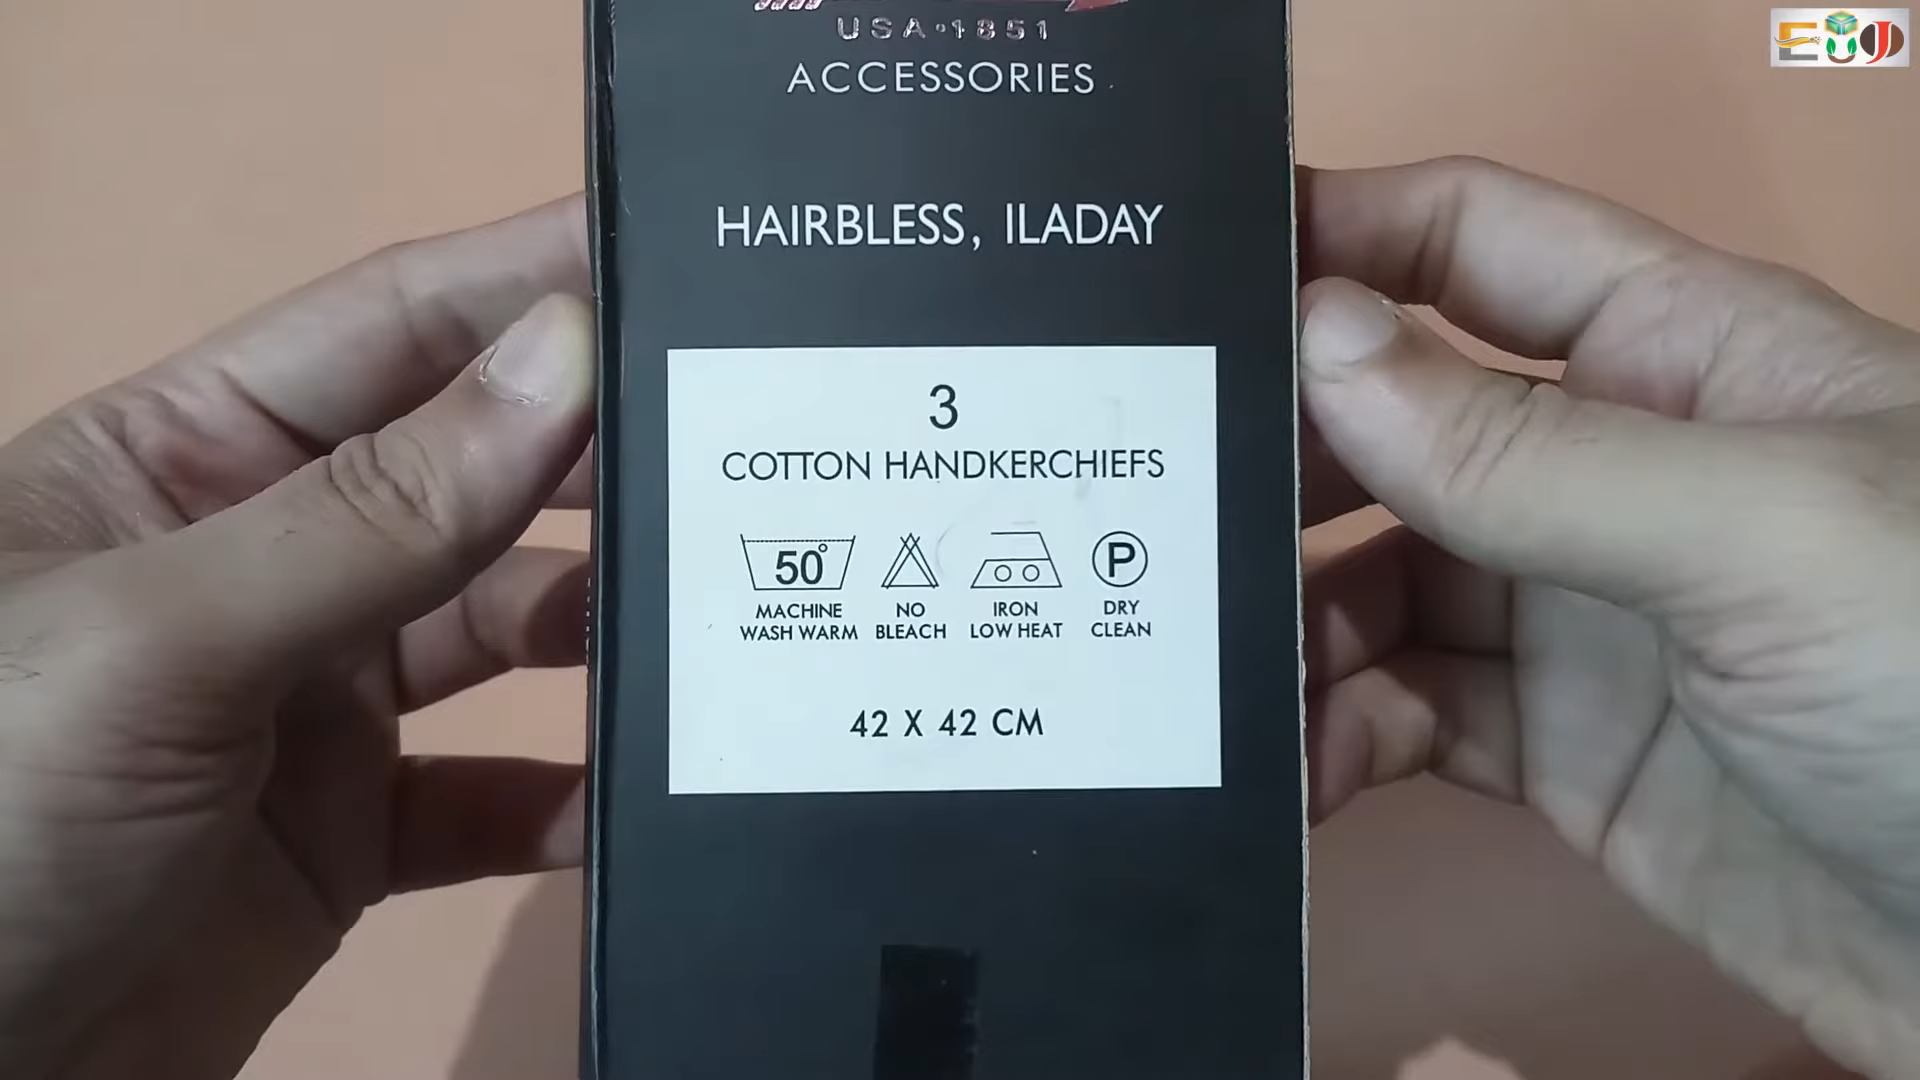 USA·1851
ACCESSORIES
HAIRBLESS, ILADAY
3
COTTON HANDKERCHIEFS
50°
P
MACHINE WASH WARM
NO BLEACH
IRON LOW HEAT
DRY CLEAN
42 X 42 CM
EUJ